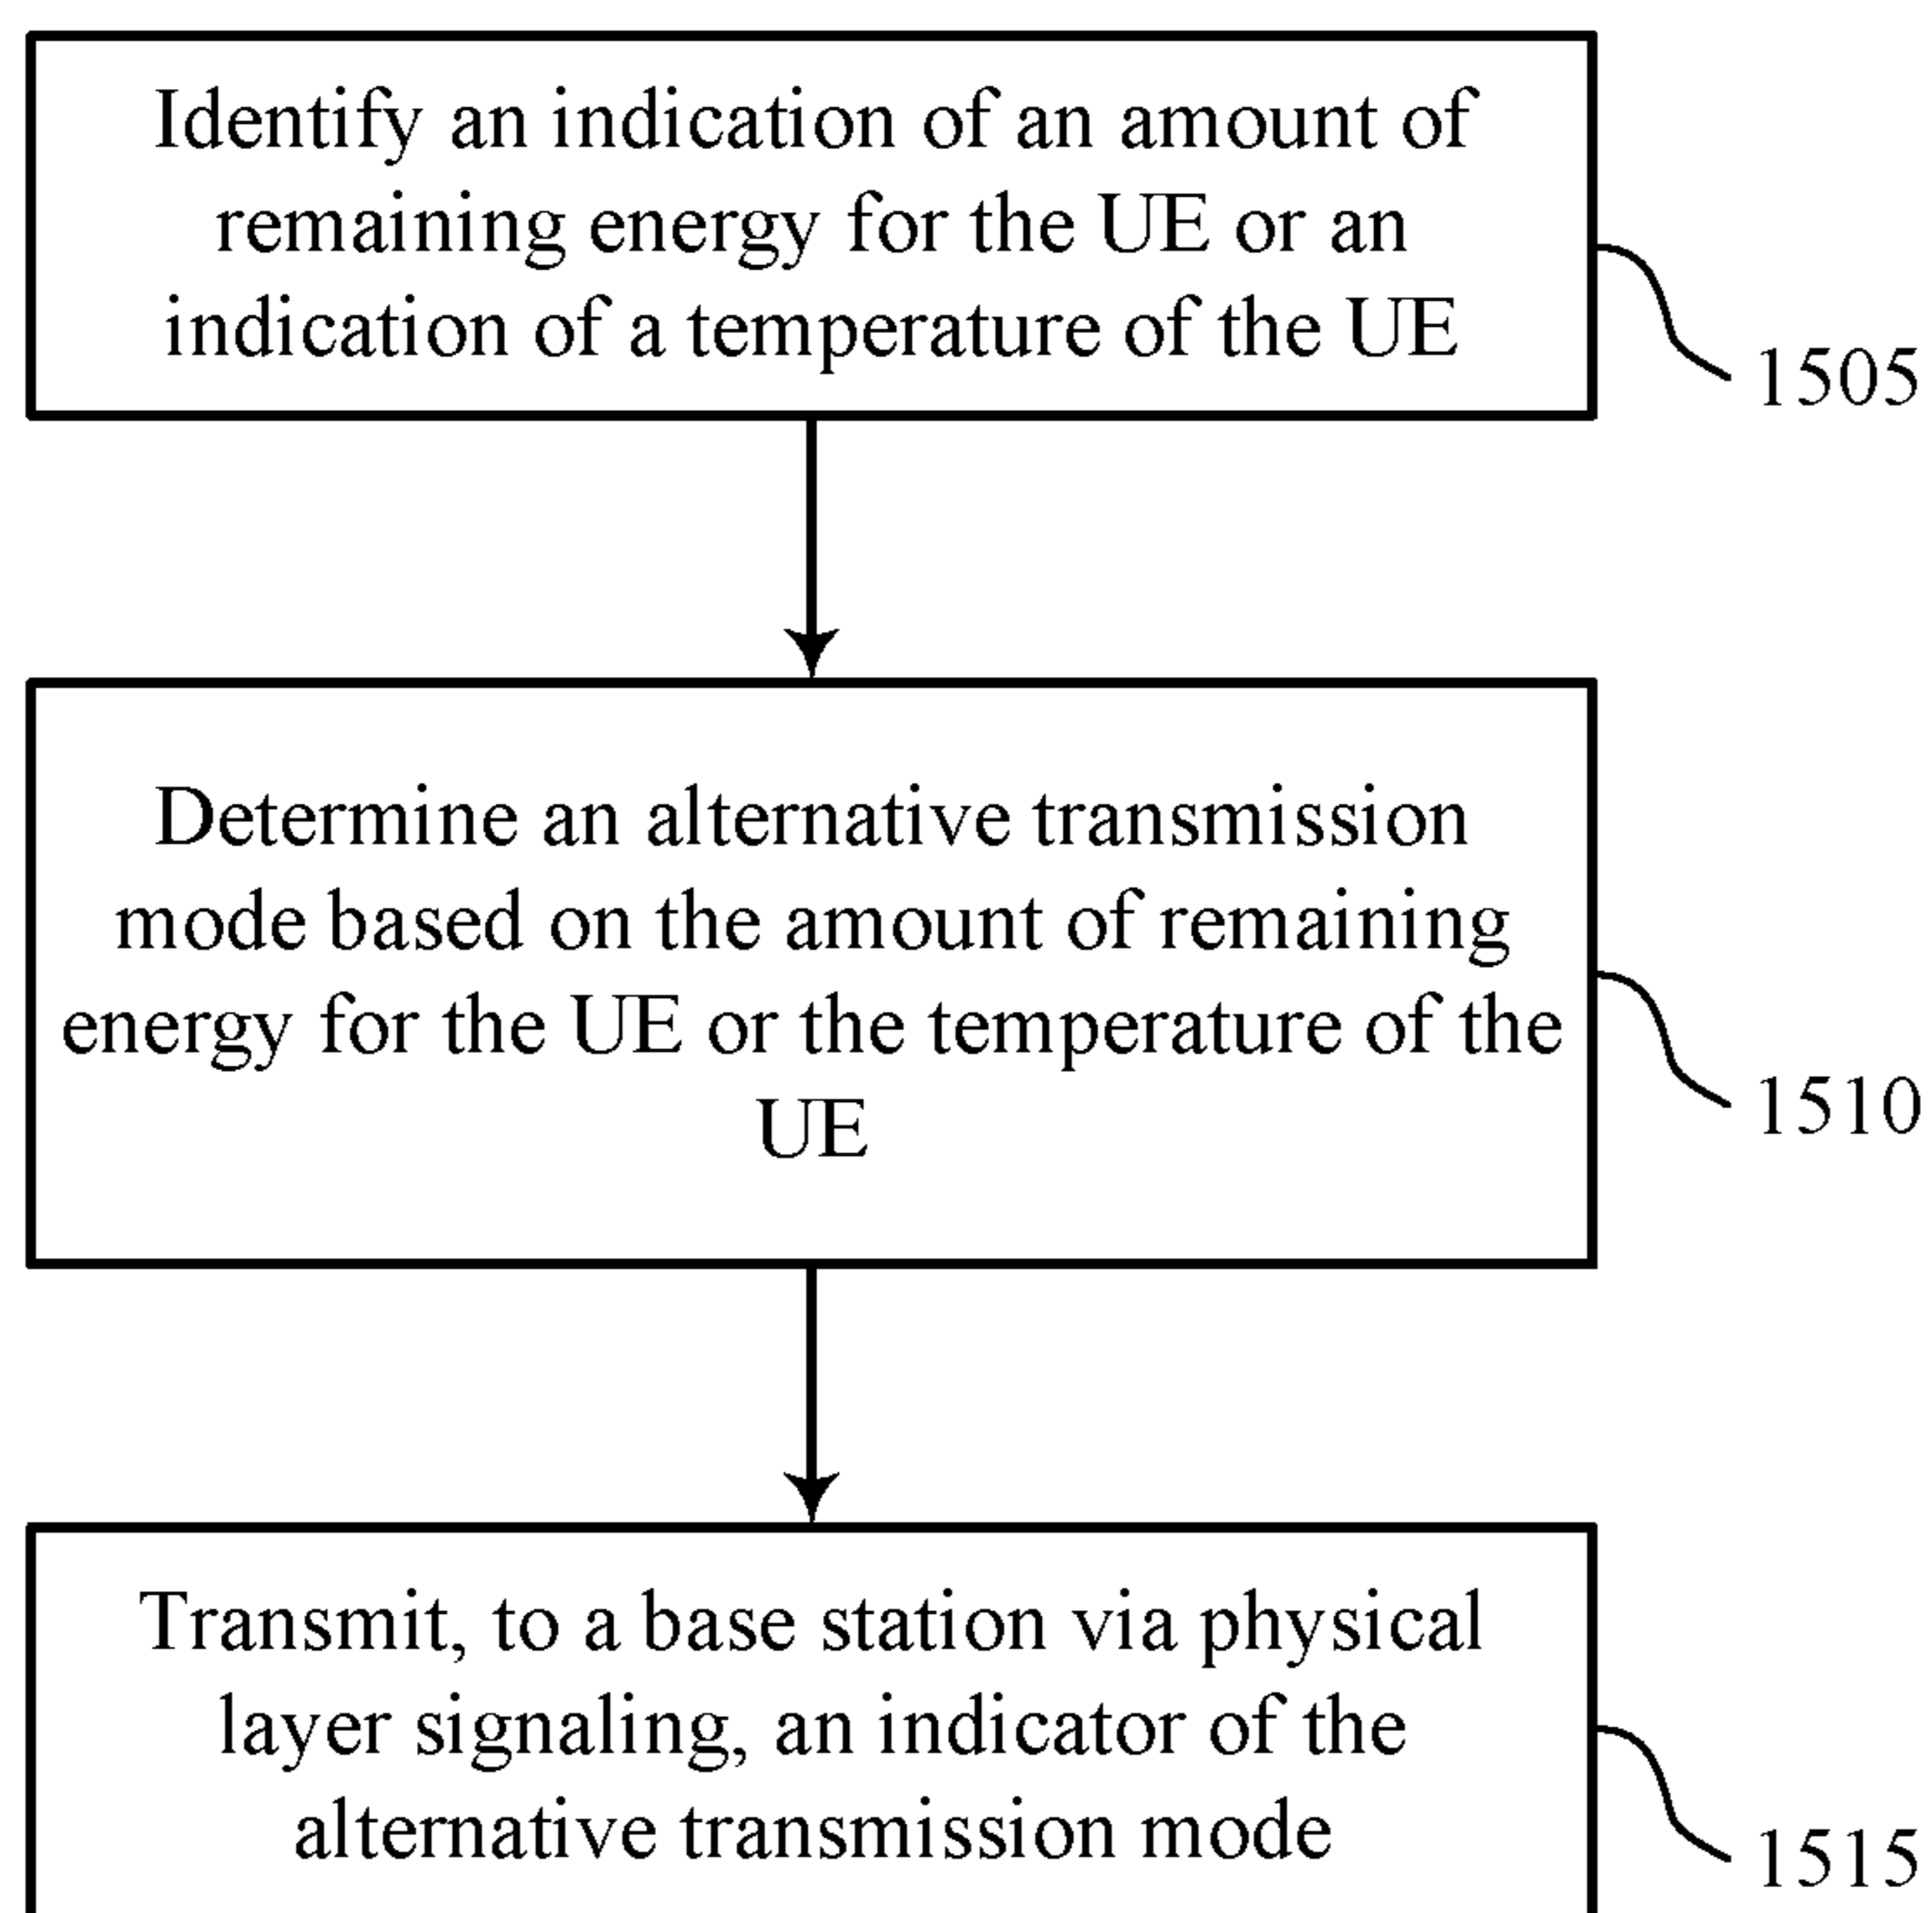 Identify an indication of an amount of
remaining energy for the UE or an
indication of a temperature of the UE
1505
Determine an alternative transmission
mode based on the amount of remaining
energy for the UE or the temperature of the
UE
1510
Transmit, to a base station via physical
layer signaling, an indicator of the
alternative transmission mode
1515